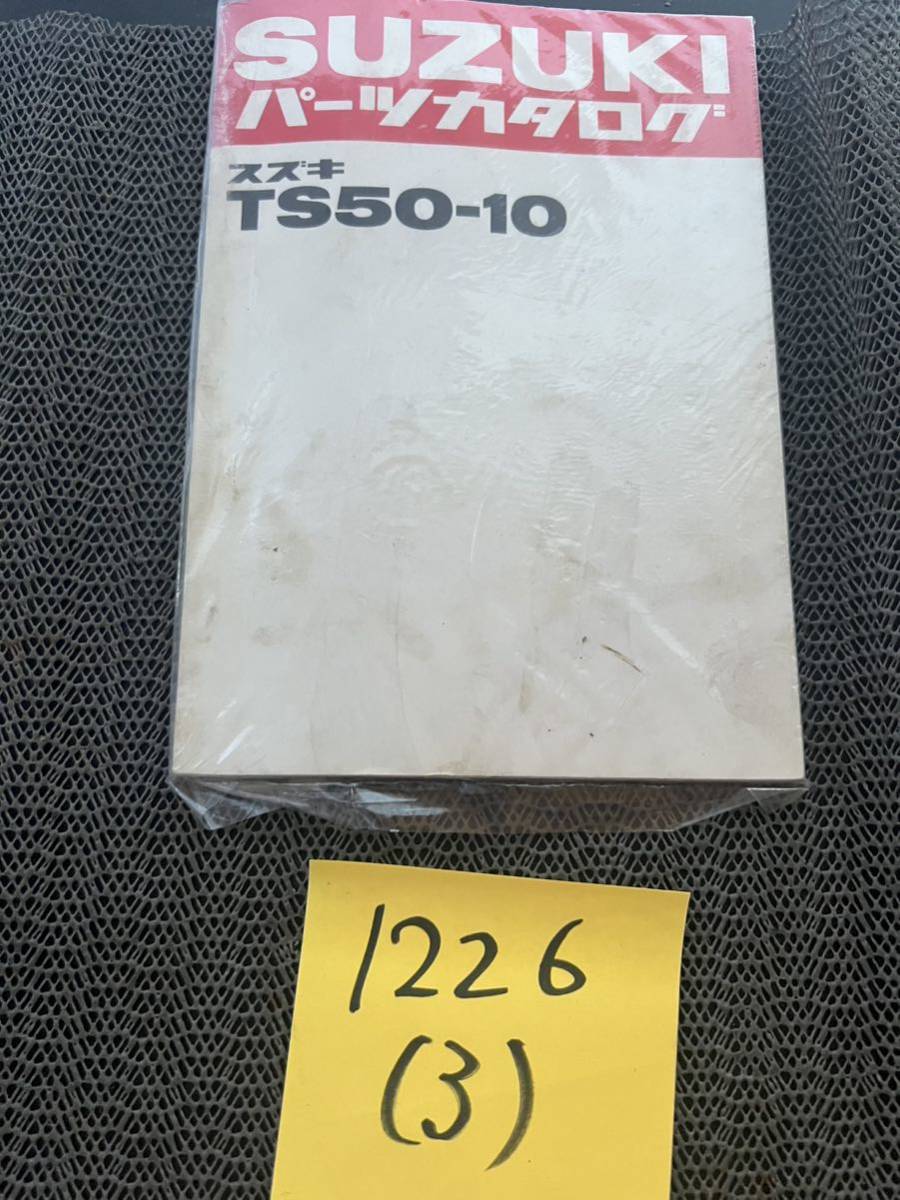 SUZUKI
パーツカタログ
スズキ
TS50-10
1226
(3)